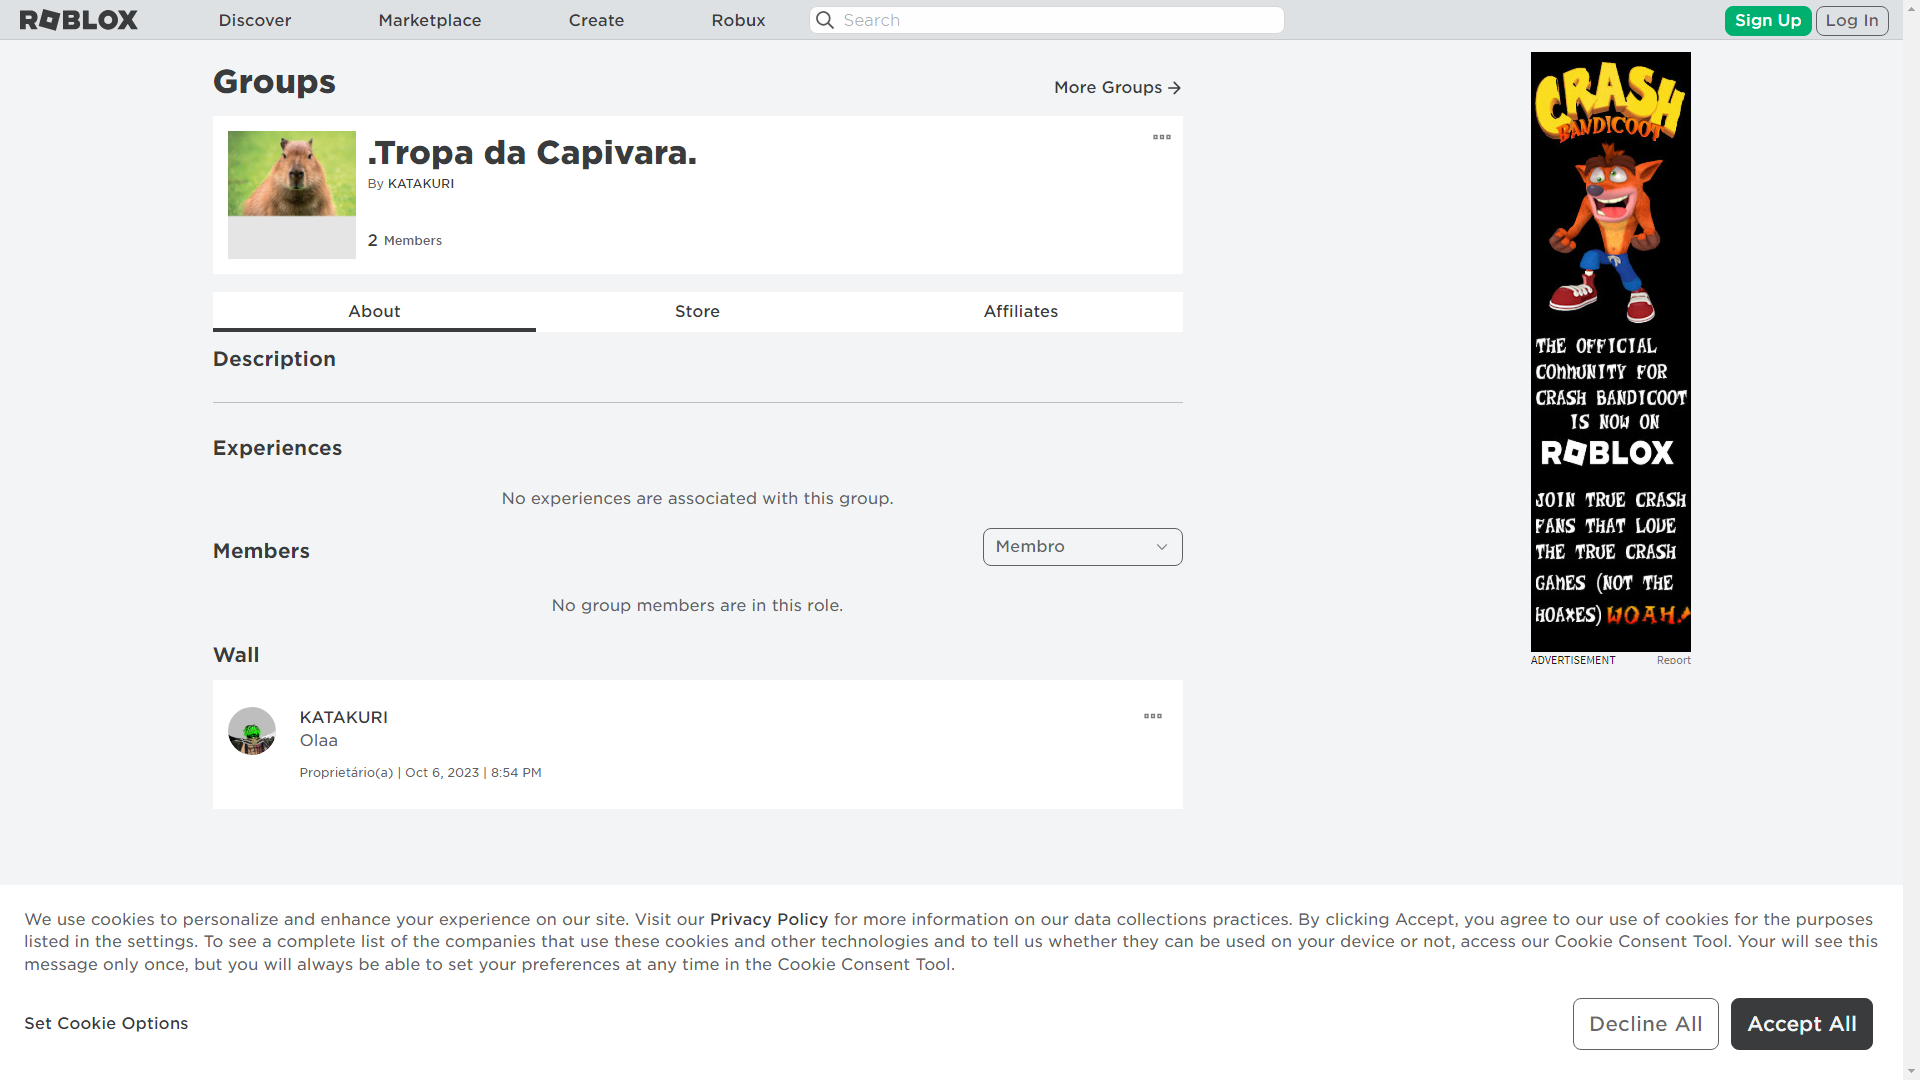 ROBLOX
Discover
Marketplace
Create
Robux
Search
Sign Up
Log In
Groups
More Groups
.Tropa da Capivara.
By KATAKURI
2 Members
About
Store
Affiliates
Description
Experiences
No experiences are associated with this group.
Members
Membro
No group members are in this role.
Wall
KATAKURI
Olaa
Proprietário(a) | Oct 6, 2023 | 8:54 PM
CRASH
BANDICOOT
THE OFFICIAL
COMMUNITY FOR
CRASH BANDICOOT
IS NOW ON
ROBLOX
JOIN TRUE CRASH
FANS THAT LOVE
THE TRUE CRASH
GAMES (NOT THE
HOAXES) WOAH!
ADVERTISEMENT
Report
We use cookies to personalize and enhance your experience on our site. Visit our Privacy Policy for more information on our data collections practices. By clicking Accept, you agree to our use of cookies for the purposes
listed in the settings. To see a complete list of the companies that use these cookies and other technologies and to tell us whether they can be used on your device or not, access our Cookie Consent Tool. Your will see this
message only once, but you will always be able to set your preferences at any time in the Cookie Consent Tool.
Set Cookie Options
Decline All
Accept All